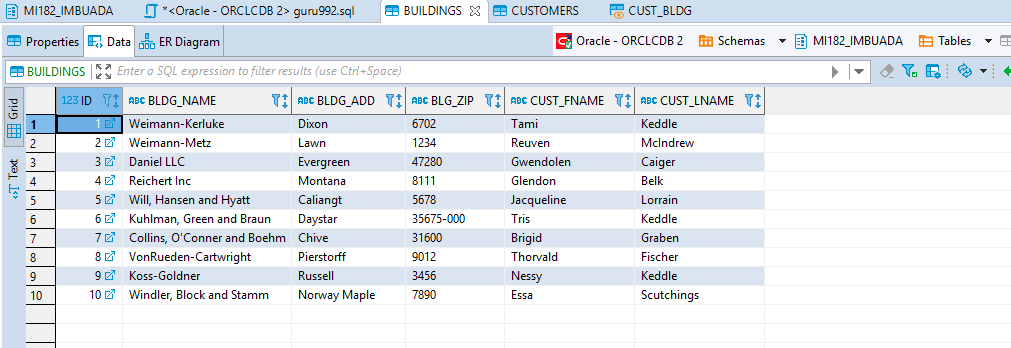 MI182_IMBUADA *<Oracle - ORCLCDB 2> guru992.sql BUILDINGS CUSTOMERS CUST_BLDG
Properties Data ER Diagram Oracle - ORCLCDB 2 Schemas MI182_IMBUADA Tables
BUILDINGS Enter a SQL expression to filter results (use Ctrl+Space)
Grid
Text
123 ID ABC BLDG_NAME ABC BLDG_ADD ABC BLG_ZIP ABC CUST_FNAME ABC CUST_LNAME
1 1 Weimann-Kerluke Dixon 6702 Tami Keddle
2 2 Weimann-Metz Lawn 1234 Reuven McIndrew
3 3 Daniel LLC Evergreen 47280 Gwendolen Caiger
4 4 Reichert Inc Montana 8111 Glendon Belk
5 5 Will, Hansen and Hyatt Caliangt 5678 Jacqueline Lorrain
6 6 Kuhlman, Green and Braun Daystar 35675-000 Tris Keddle
7 7 Collins, O'Conner and Boehm Chive 31600 Brigid Graben
8 8 VonRueden-Cartwright Pierstorff 9012 Thorvald Fischer
9 9 Koss-Goldner Russell 3456 Nessy Keddle
10 10 Windler, Block and Stamm Norway Maple 7890 Essa Scutchings